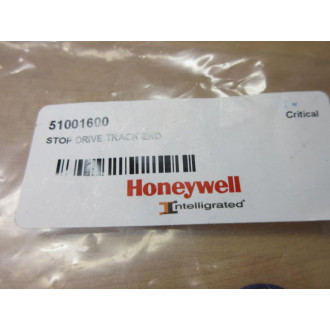 51001600
Critical
STOP DRIVE TRACK END
Honeywell
Intelligrated